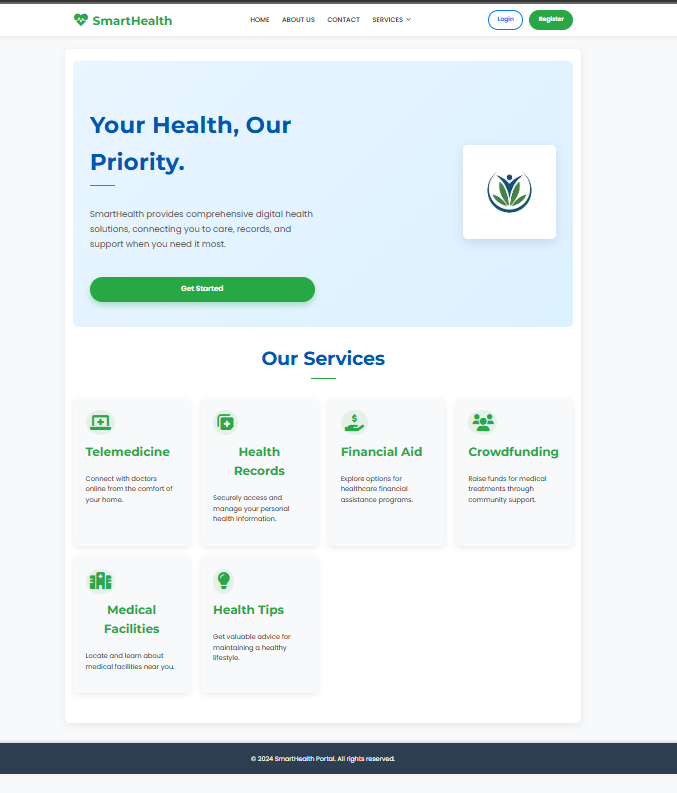 SmartHealth
HOME ABOUT US CONTACT SERVICES
Login Register
Your Health, Our
Priority.
SmartHealth provides comprehensive digital health
solutions, connecting you to care, records, and
support when you need it most.
Get Started
Our Services
Telemedicine
Connect with doctors
online from the comfort of
your home.
Health
Records
Securely access and
manage your personal
health information.
Financial Aid
Explore options for
healthcare financial
assistance programs.
Crowdfunding
Raise funds for medical
treatments through
community support.
Medical
Facilities
Locate and learn about
medical facilities near you.
Health Tips
Get valuable advice for
maintaining a healthy
lifestyle.
© 2024 SmartHealth Portal. All rights reserved.